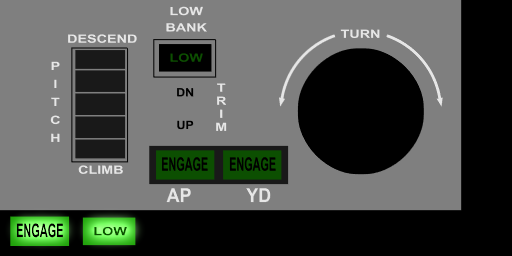 LOW
BANK
DESCEND
LOW
PITCH
DN
UP
TRIM
TURN
ENGAGE ENGAGE
CLIMB
AP YD
ENGAGE LOW